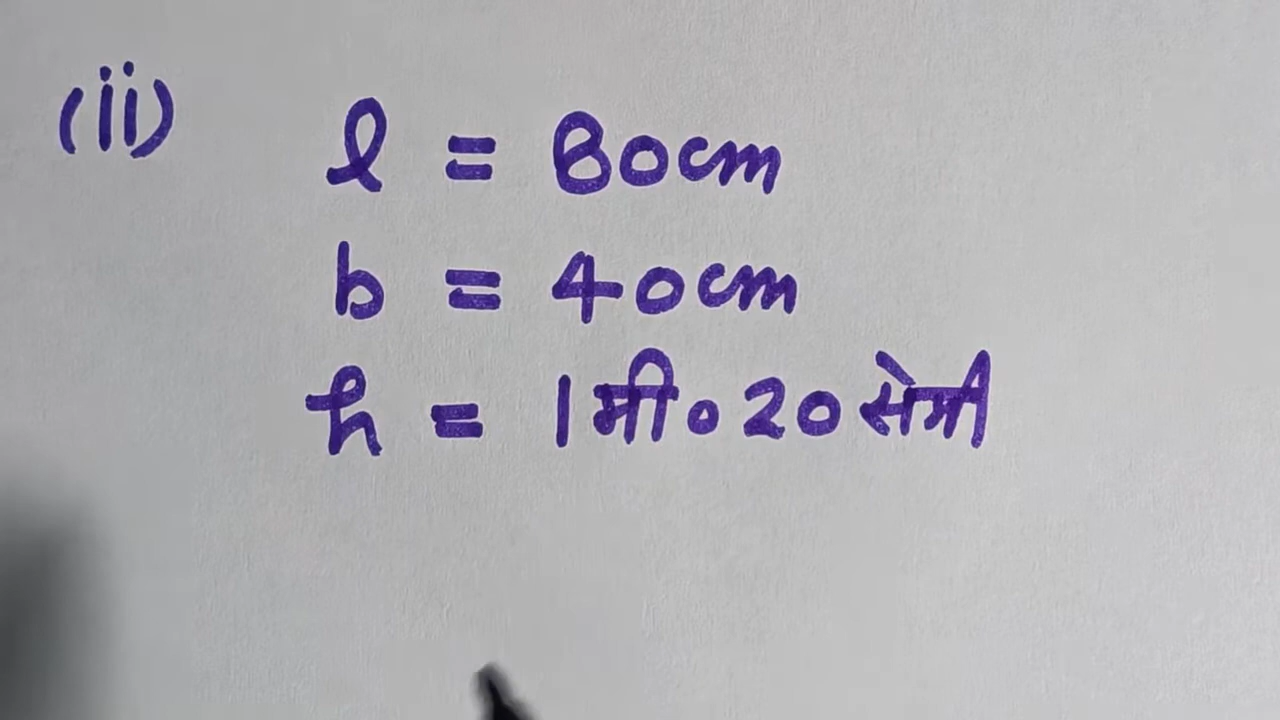 (ii) l = 80cm
b = 40cm
h = 1मी० 20सेमी